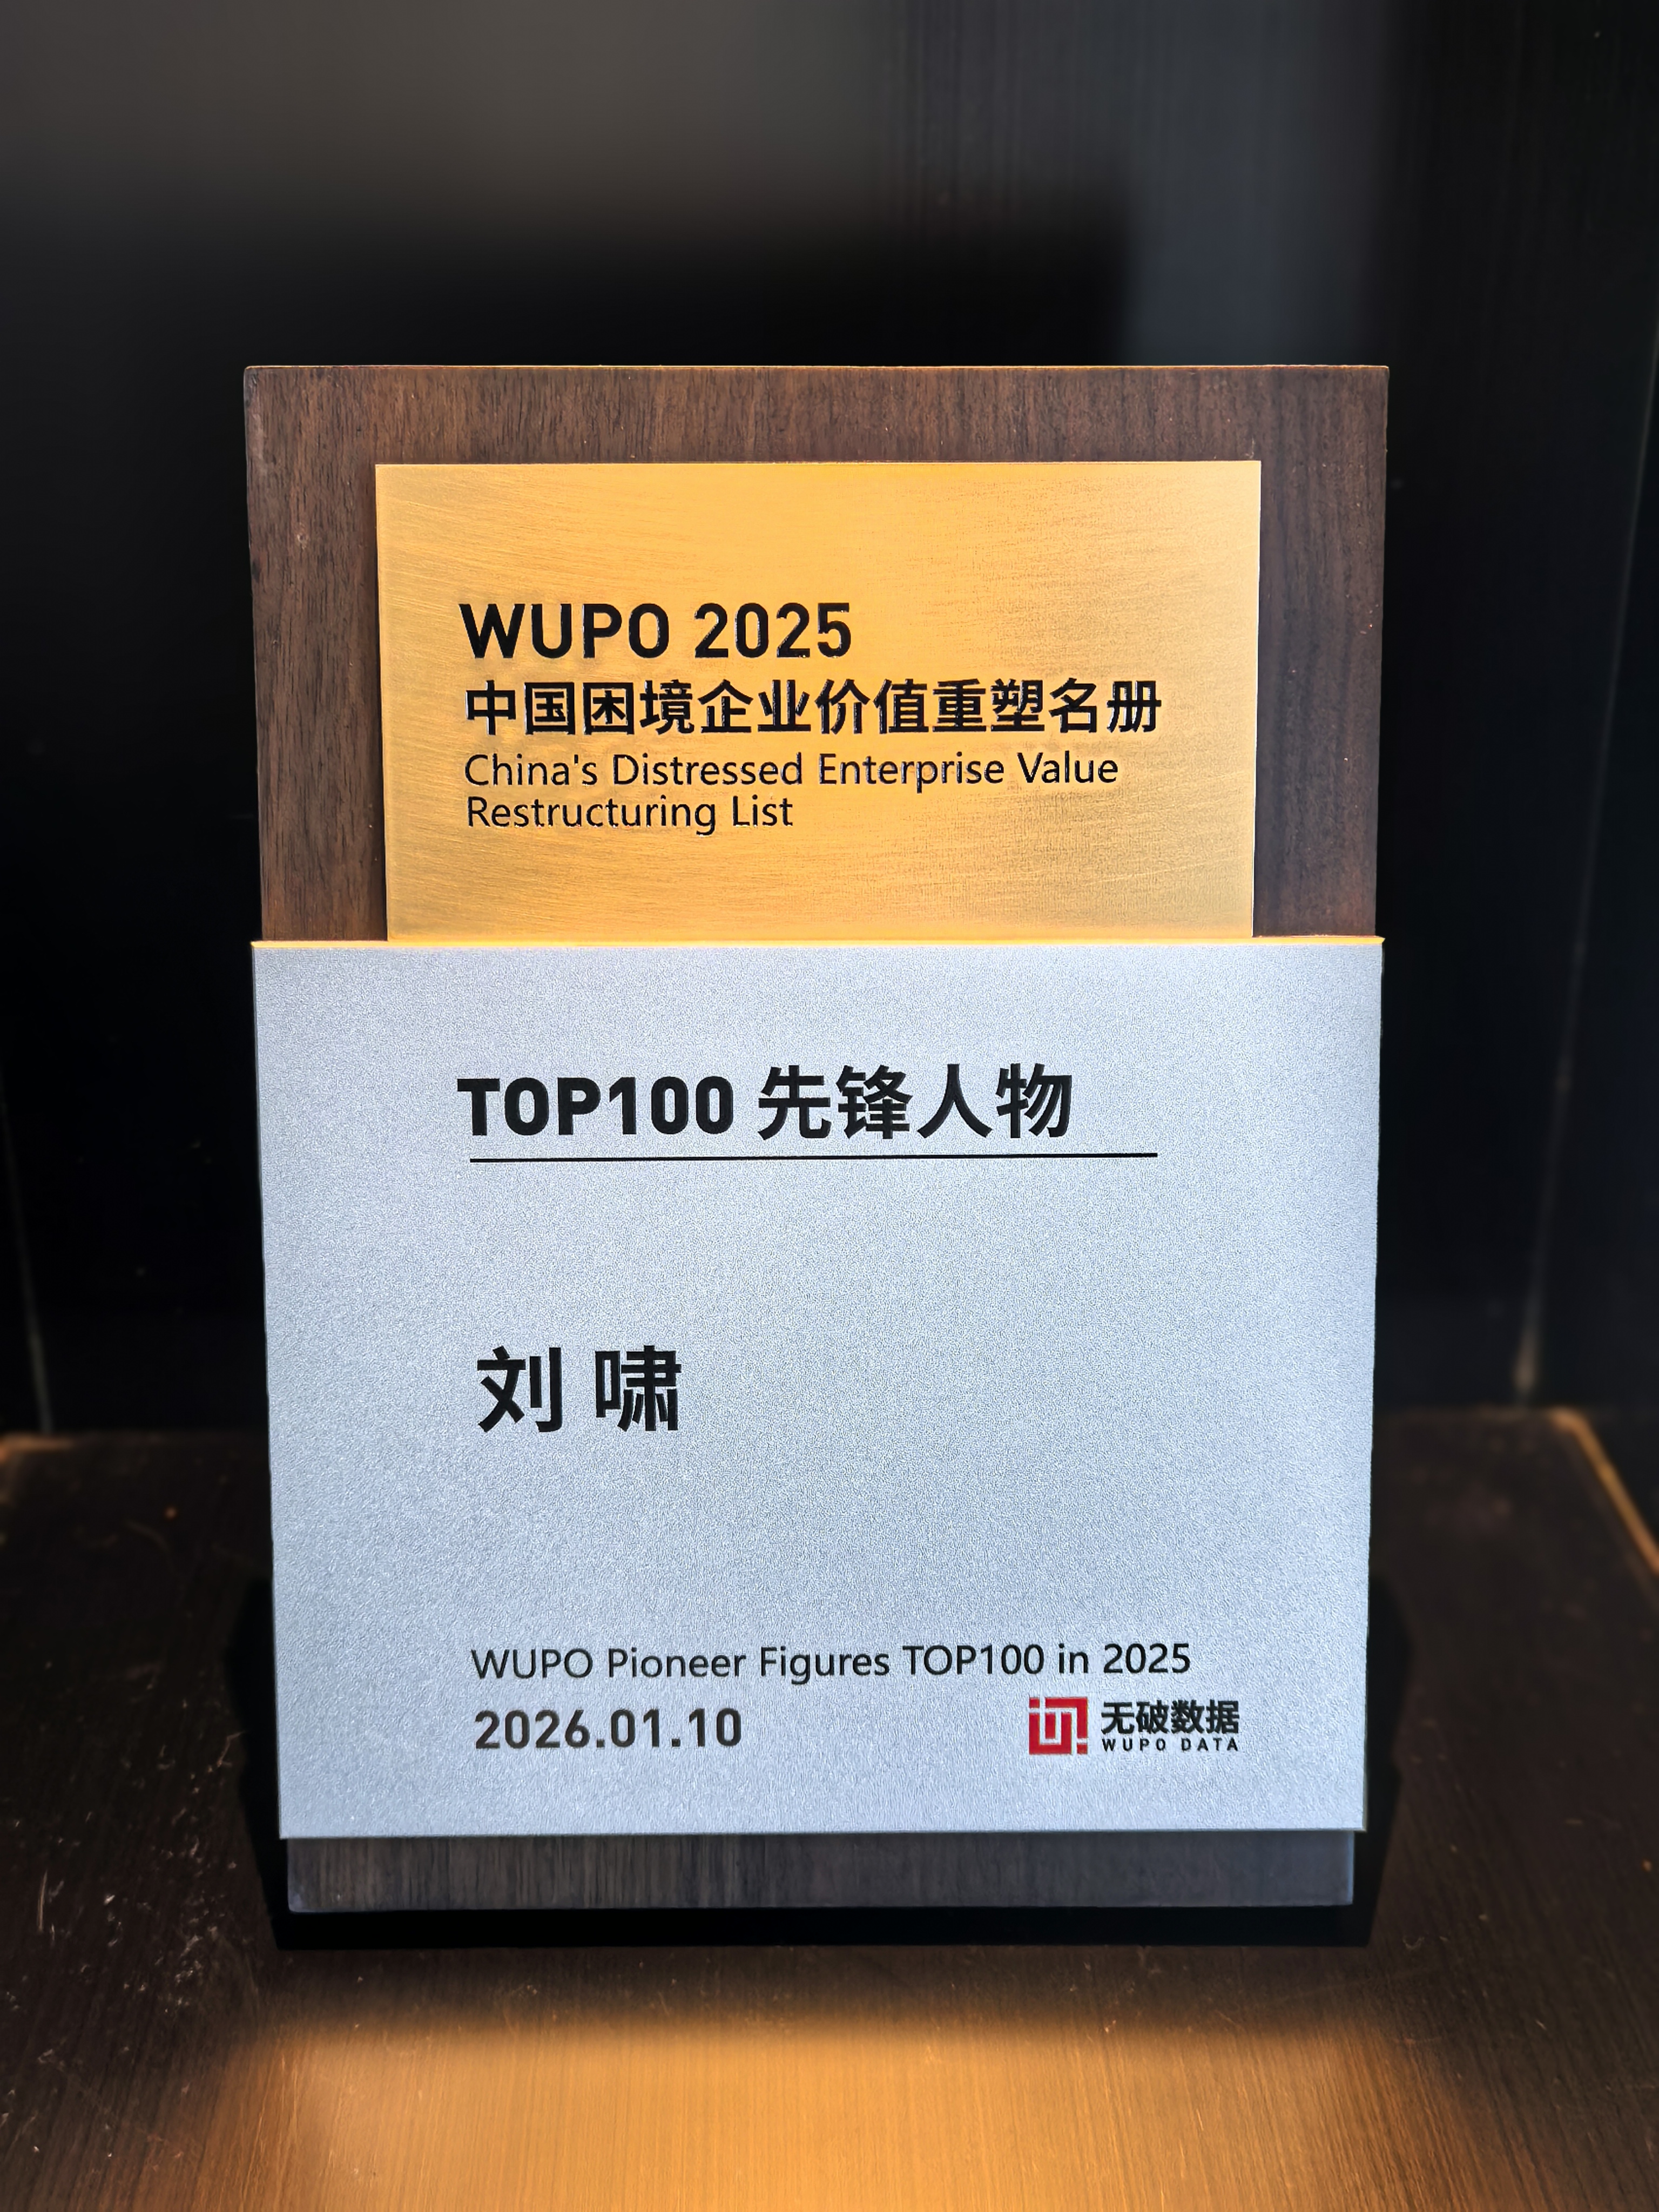 WUPO 2025
中国困境企业价值重塑名册
China's Distressed Enterprise Value
Restructuring List
TOP100 先锋人物
刘 啸
WUPO Pioneer Figures TOP100 in 2025
2026.01.10
无破数据
WUPO DATA